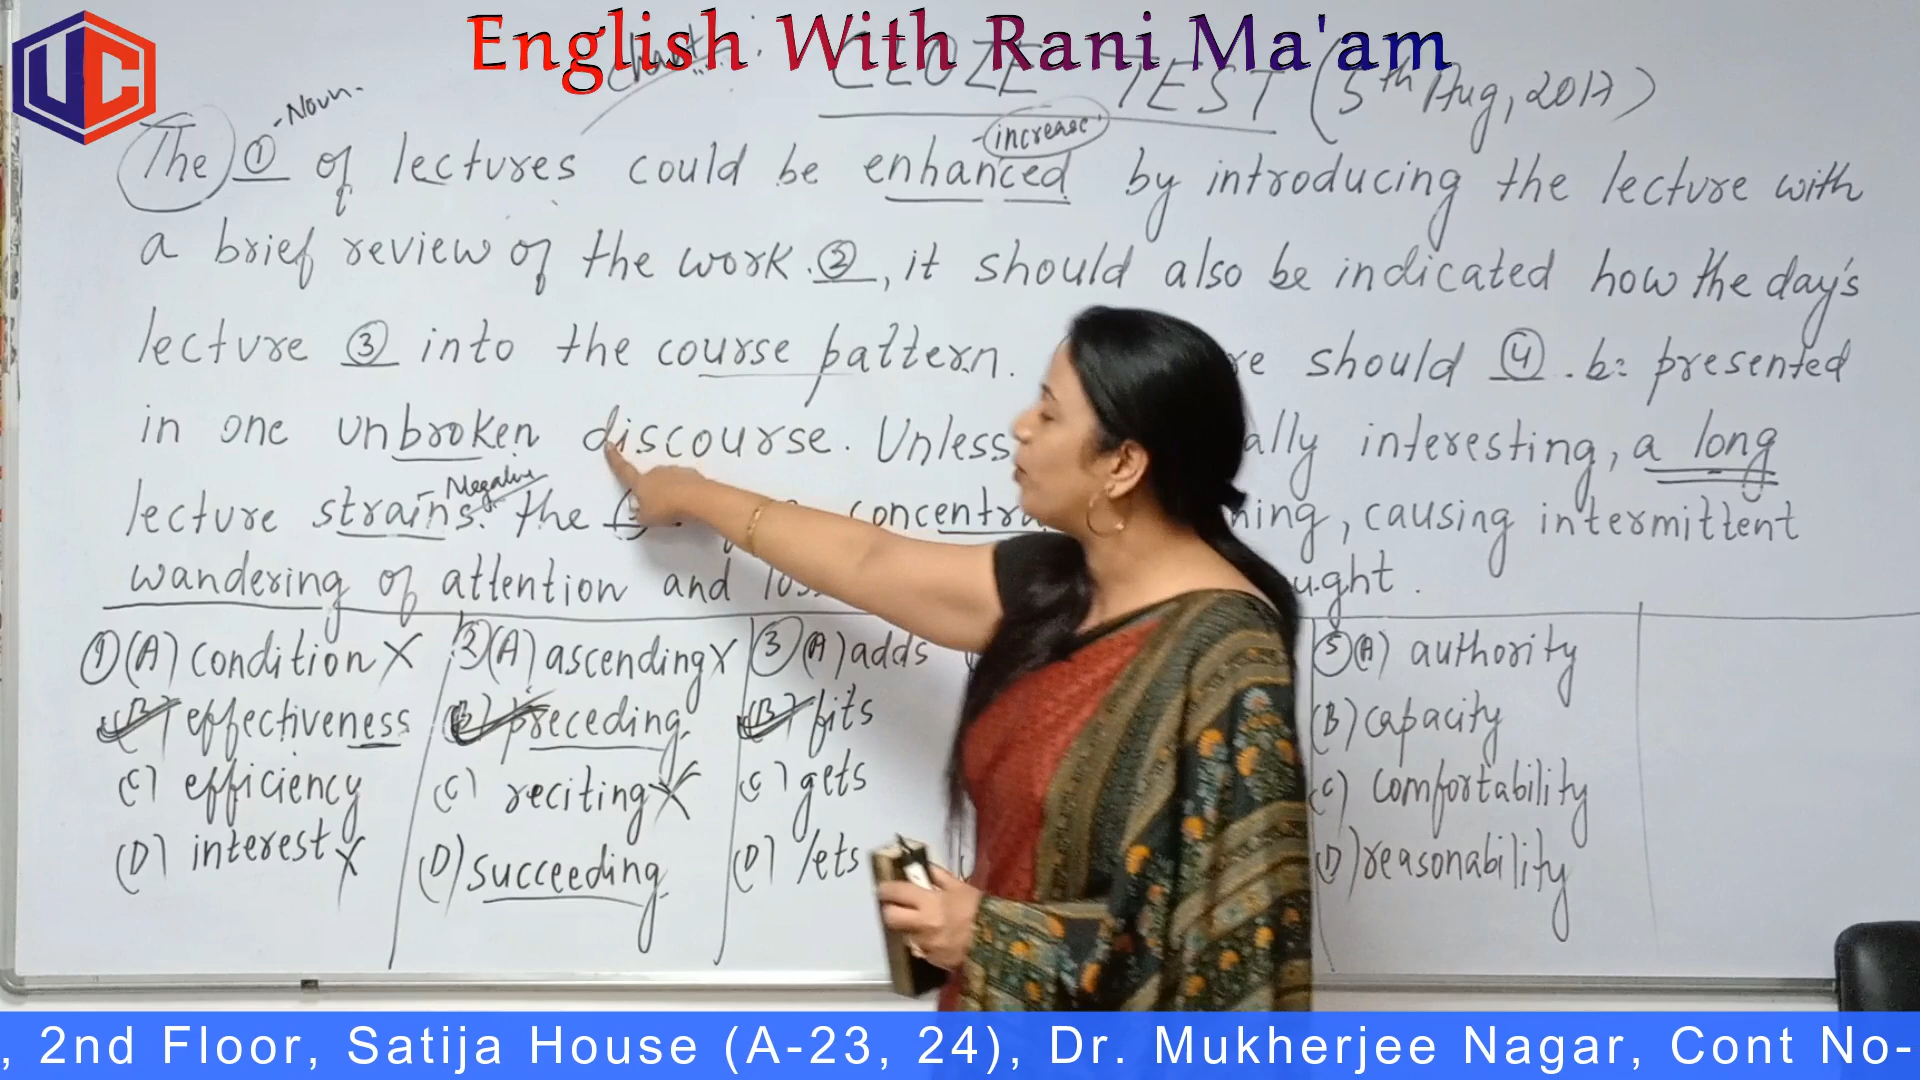 UC
English With Rani Ma'am
Chart
CLOZE TEST (5th Aug, 2017)
- Noun.
- increase
The ① of lectures could be enhanced by introducing the lecture with
a brief review of the work. ②, it should also be indicated how the day's
lecture ③ into the course pattern. should ④ be presented
in one unbroken discourse. Unless ally interesting, a long
- Negative
lecture strains the , causing intermittent
wandering of attention and .
① (A) condition X
(B) effectiveness
(C) efficiency
(D) interest X
② (A) ascending X
(B) preceding
(C) reciting X
(D) succeeding
③ (A) adds
(B) fits
(C) gets
(D) lets
⑤ (A) authority
(B) capacity
(C) comfortability
(D) reasonability
, 2nd Floor, Satija House (A-23, 24), Dr. Mukherjee Nagar, Cont No-